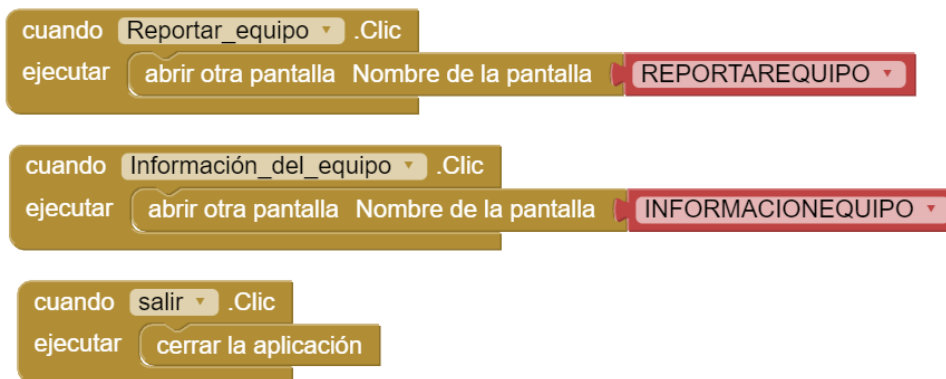 cuando Reportar_equipo .Clic
ejecutar abrir otra pantalla Nombre de la pantalla REPORTAREQUIPO
cuando Información_del_equipo .Clic
ejecutar abrir otra pantalla Nombre de la pantalla INFORMACIONEQUIPO
cuando salir .Clic
ejecutar cerrar la aplicación